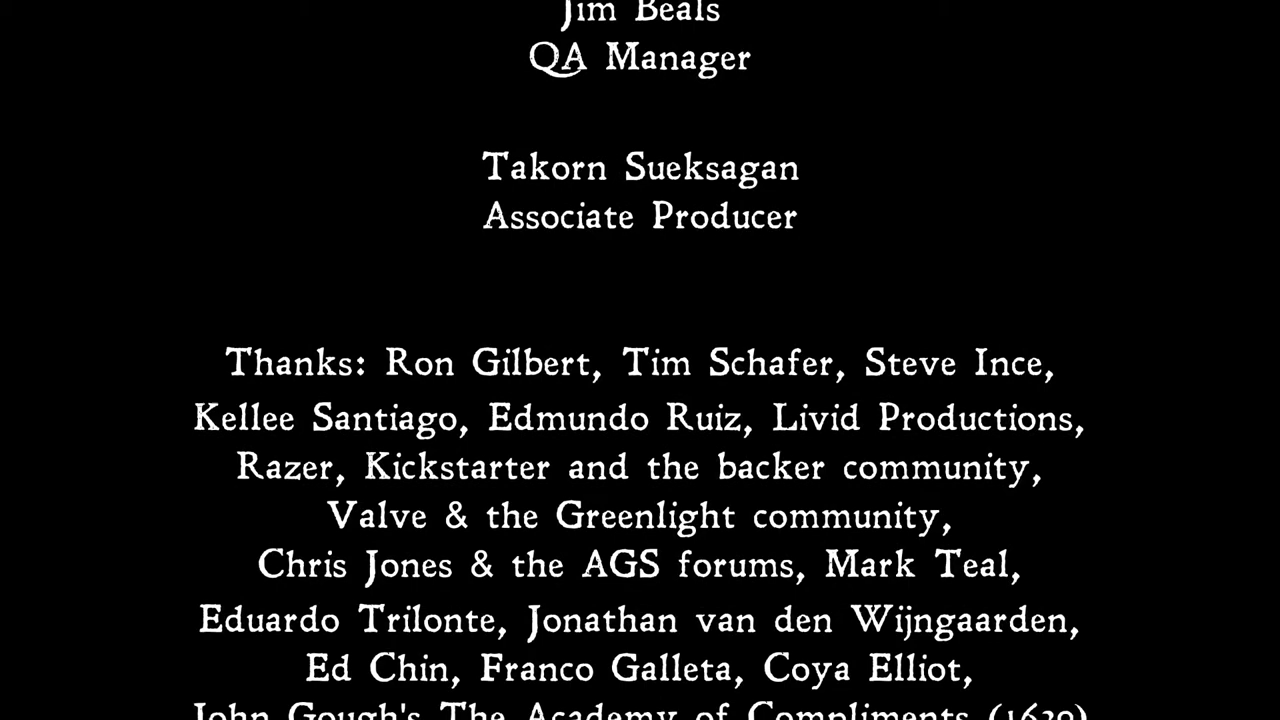 Jim Beals
QA Manager
Takorn Sueksagan
Associate Producer
Thanks: Ron Gilbert, Tim Schafer, Steve Ince,
Kellee Santiago, Edmundo Ruiz, Livid Productions,
Razer, Kickstarter and the backer community,
Valve & the Greenlight community,
Chris Jones & the AGS forums, Mark Teal,
Eduardo Trilonte, Jonathan van den Wijngaarden,
Ed Chin, Franco Galleta, Coya Elliot,
John Gough's The Academy of Compliments